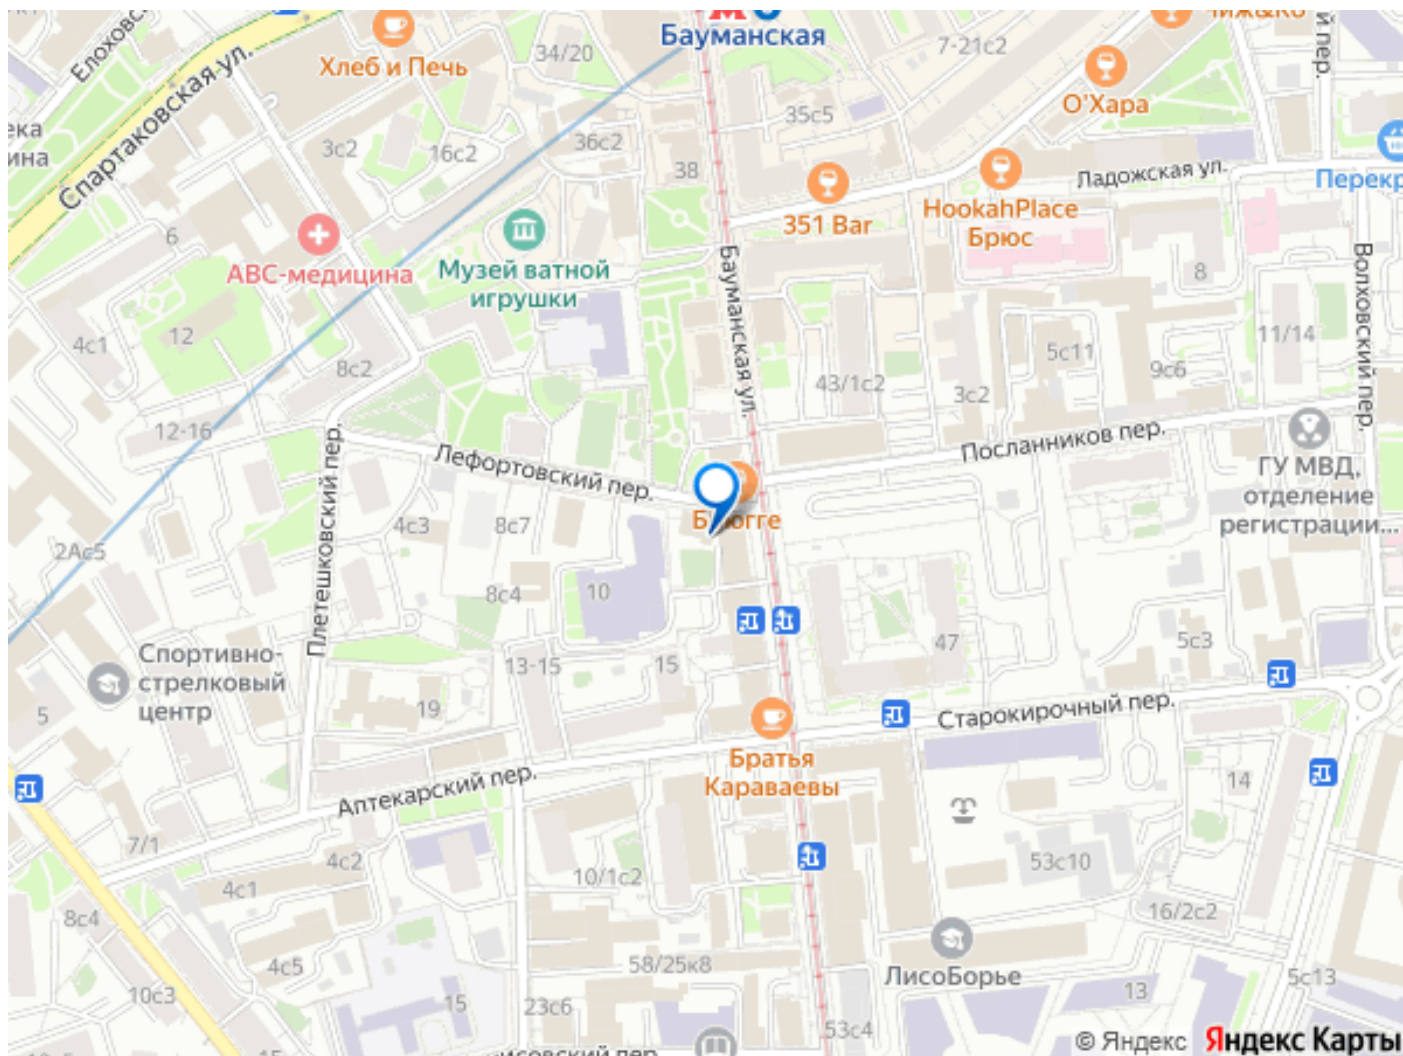 Бауманская
Чиж&Ко
7-21с2
34/20
Хлеб и Печь
Елоховс
Спартаковская ул.
О'Хара
й пер.
35с5
ека
ина
3с2
16с2
36с2
38
Ладожская ул.
Перекр
351 Bar
HookahPlace
Брюс
6
АВС-медицина
Музей ватной
игрушки
Бауманская ул.
8
Волховский пер.
4с1
12
8с2
43/1с2
5с11
3с2
9с6
11/14
12-16
Плетешковский пер.
Лефортовский пер.
Посланников пер.
ГУ МВД,
отделение
регистрации...
4с3
8с7
2Ас5
8с4
10
47
5с3
Спортивно-
стрелковый
центр
13-15
15
19
5
Старокирочный пер.
Братья
Караваевы
Аптекарский пер.
14
7/1
4с2
4с1
10/1с2
53с10
8с4
16/2с2
ЛисоБорье
4с5
58/25к8
5с13
10с3
15
23с6
13
53с4
© Яндекс Яндекс Карты